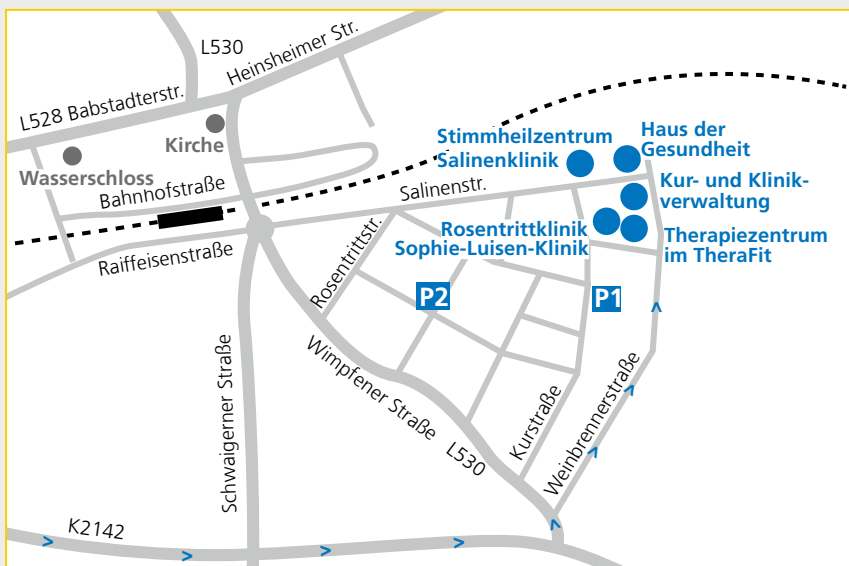 L530
Heinsheimer Str.
L528 Babstadterstr.
Kirche
Wasserschloss
Bahnhofstraße
Stimmheilzentrum
Salinenklinik
Haus der
Gesundheit
Salinenstr.
Kur- und Klinik-
verwaltung
Rosentrittklinik
Sophie-Luisen-Klinik
Therapiezentrum
im TheraFit
Raiffeisenstraße
Rosentrittstr.
P2
P1
Schwaigerner Straße
Wimpfener Straße
L530
Kurstraße
Weinbrennerstraße
K2142